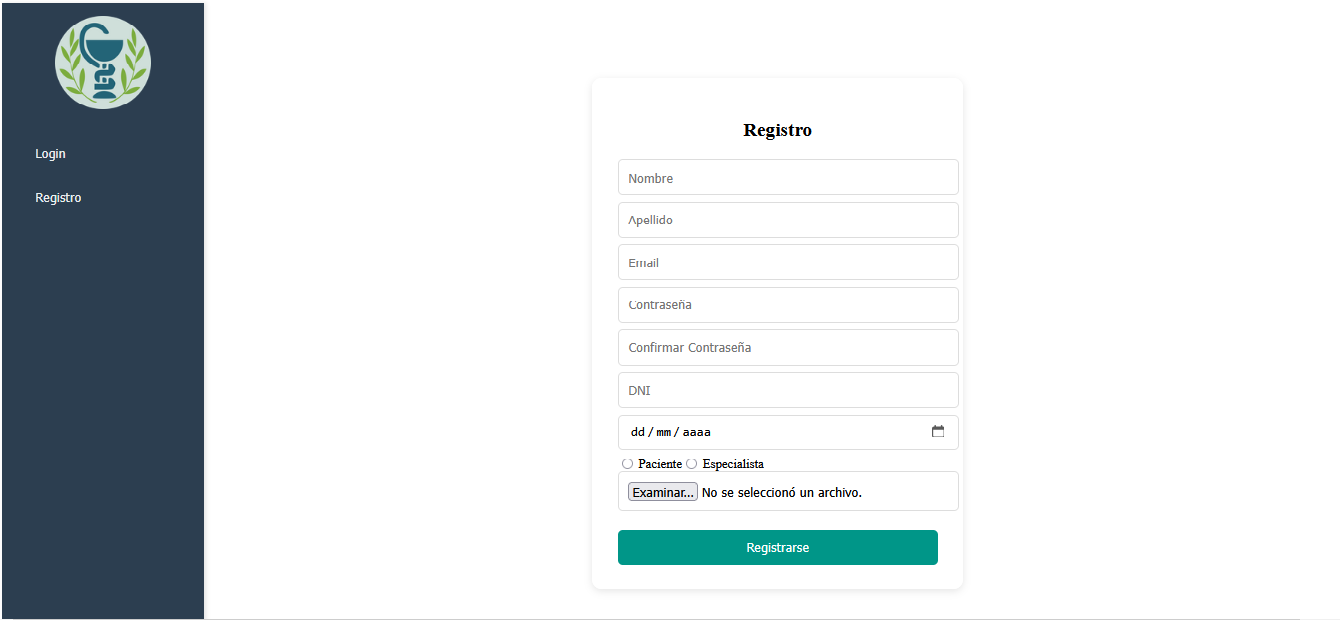 Login
Registro
Registro
Nombre
Apellido
Email
Contraseña
Confirmar Contraseña
DNI
dd / mm / aaaa
Paciente Especialista
Examinar... No se seleccionó un archivo.
Registrarse